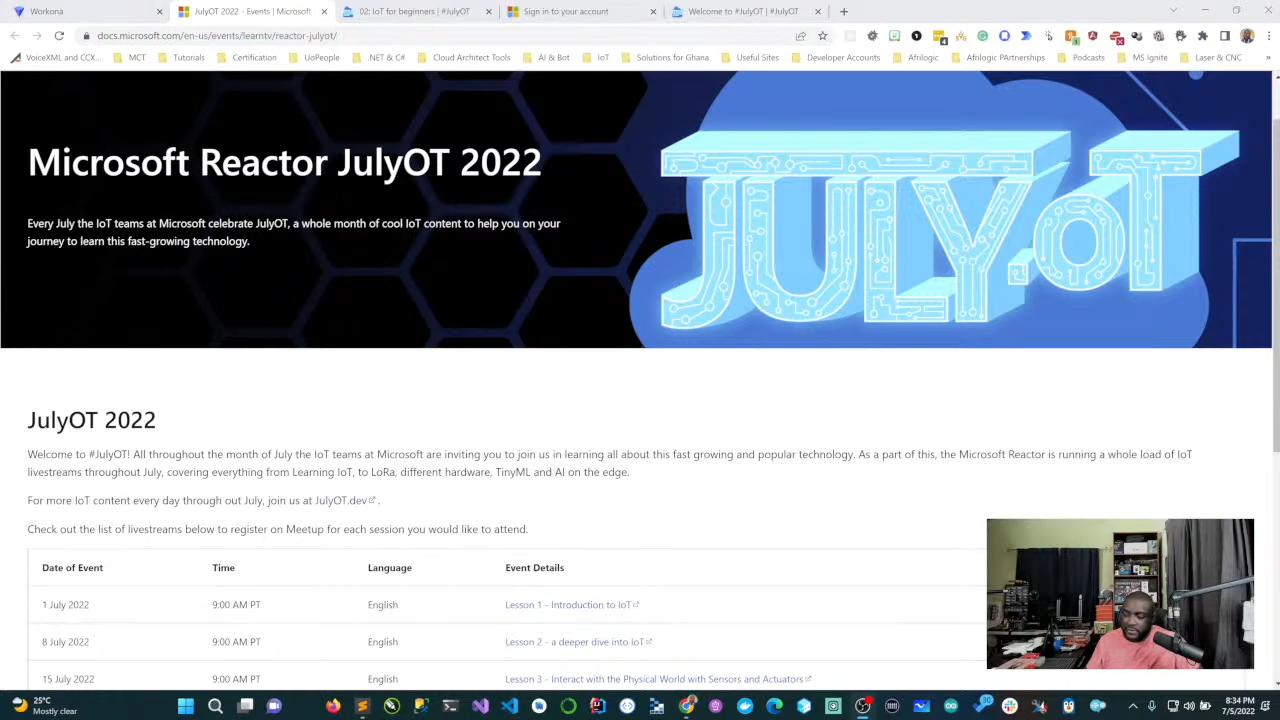 Workona
JulyOT 2022 - Events | Microsoft
02: IoT for beginners | #JulyOT
Sign in to your account
Welcome to #JulyOT | #JulyOT
docs.microsoft.com/en-us/events/learntv/reactor-julyot/
VoiceXML and CCX...
MCT
Tutorials
Certification
UoPeople
.NET & C#
Cloud Architect Tools
AI & Bot
IoT
Solutions for Ghana
Useful Sites
Developer Accounts
Afrilogic
Afrilogic PArtnerships
Podcasts
MS Ignite
Laser & CNC
»
Microsoft Reactor JulyOT 2022
Every July the IoT teams at Microsoft celebrate JulyOT, a whole month of cool IoT content to help you on your
journey to learn this fast-growing technology.
JULY.oT
JulyOT 2022
Welcome to #JulyOT! All throughout the month of July the IoT teams at Microsoft are inviting you to join us in learning all about this fast growing and popular technology. As a part of this, the Microsoft Reactor is running a whole load of IoT
livestreams throughout July, covering everything from Learning IoT, to LoRa, different hardware, TinyML and AI on the edge.
For more IoT content every day through out July, join us at JulyOT.dev .
Check out the list of livestreams below to register on Meetup for each session you would like to attend.
Date of Event Time Language Event Details
1 July 2022 9:00 AM PT English Lesson 1 - Introduction to IoT
8 July 2022 9:00 AM PT English Lesson 2 - a deeper dive into IoT
15 July 2022 9:00 AM PT English Lesson 3 - Interact with the Physical World with Sensors and Actuators
25°C
Mostly clear
8:34 PM
7/5/2022